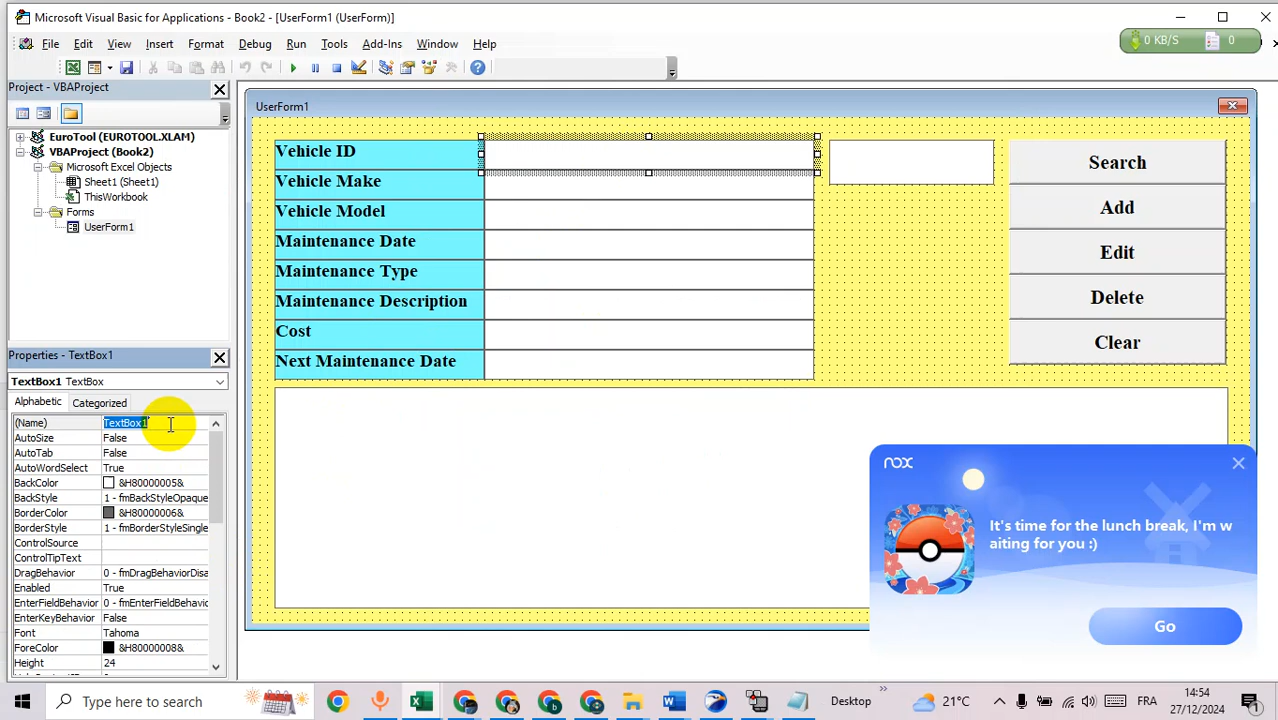 Microsoft Visual Basic for Applications - Book2 - [UserForm1 (UserForm)]
File Edit View Insert Format Debug Run Tools Add-Ins Window Help
0 KB/S 0
Project - VBAProject
EuroTool (EUROTOOL.XLAM)
VBAProject (Book2)
Microsoft Excel Objects
Sheet1 (Sheet1)
ThisWorkbook
Forms
UserForm1
Properties - TextBox1
TextBox1 TextBox
Alphabetic Categorized
(Name) TextBox1
AutoSize False
AutoTab False
AutoWordSelect True
BackColor &H80000005&
BackStyle 1 - fmBackStyleOpaque
BorderColor &H80000006&
BorderStyle 1 - fmBorderStyleSingle
ControlSource
ControlTipText
DragBehavior 0 - fmDragBehaviorDisa
Enabled True
EnterFieldBehavior 0 - fmEnterFieldBehavic
EnterKeyBehavior False
Font Tahoma
ForeColor &H80000008&
Height 24
UserForm1
Vehicle ID
Vehicle Make
Vehicle Model
Maintenance Date
Maintenance Type
Maintenance Description
Cost
Next Maintenance Date
Search
Add
Edit
Delete
Clear
nox
It's time for the lunch break, I'm w
aiting for you :)
Go
Type here to search
Desktop
21°C
FRA
14:54
27/12/2024
1